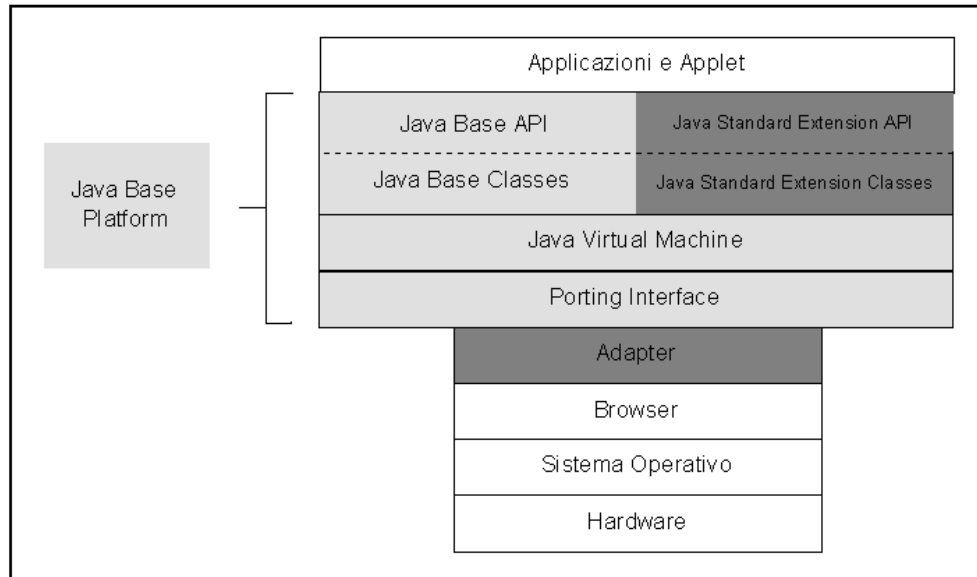 Applicazioni e Applet
Java Base API
Java Standard Extension API
Java Base Classes
Java Standard Extension Classes
Java Base
Platform
Java Virtual Machine
Porting Interface
Adapter
Browser
Sistema Operativo
Hardware